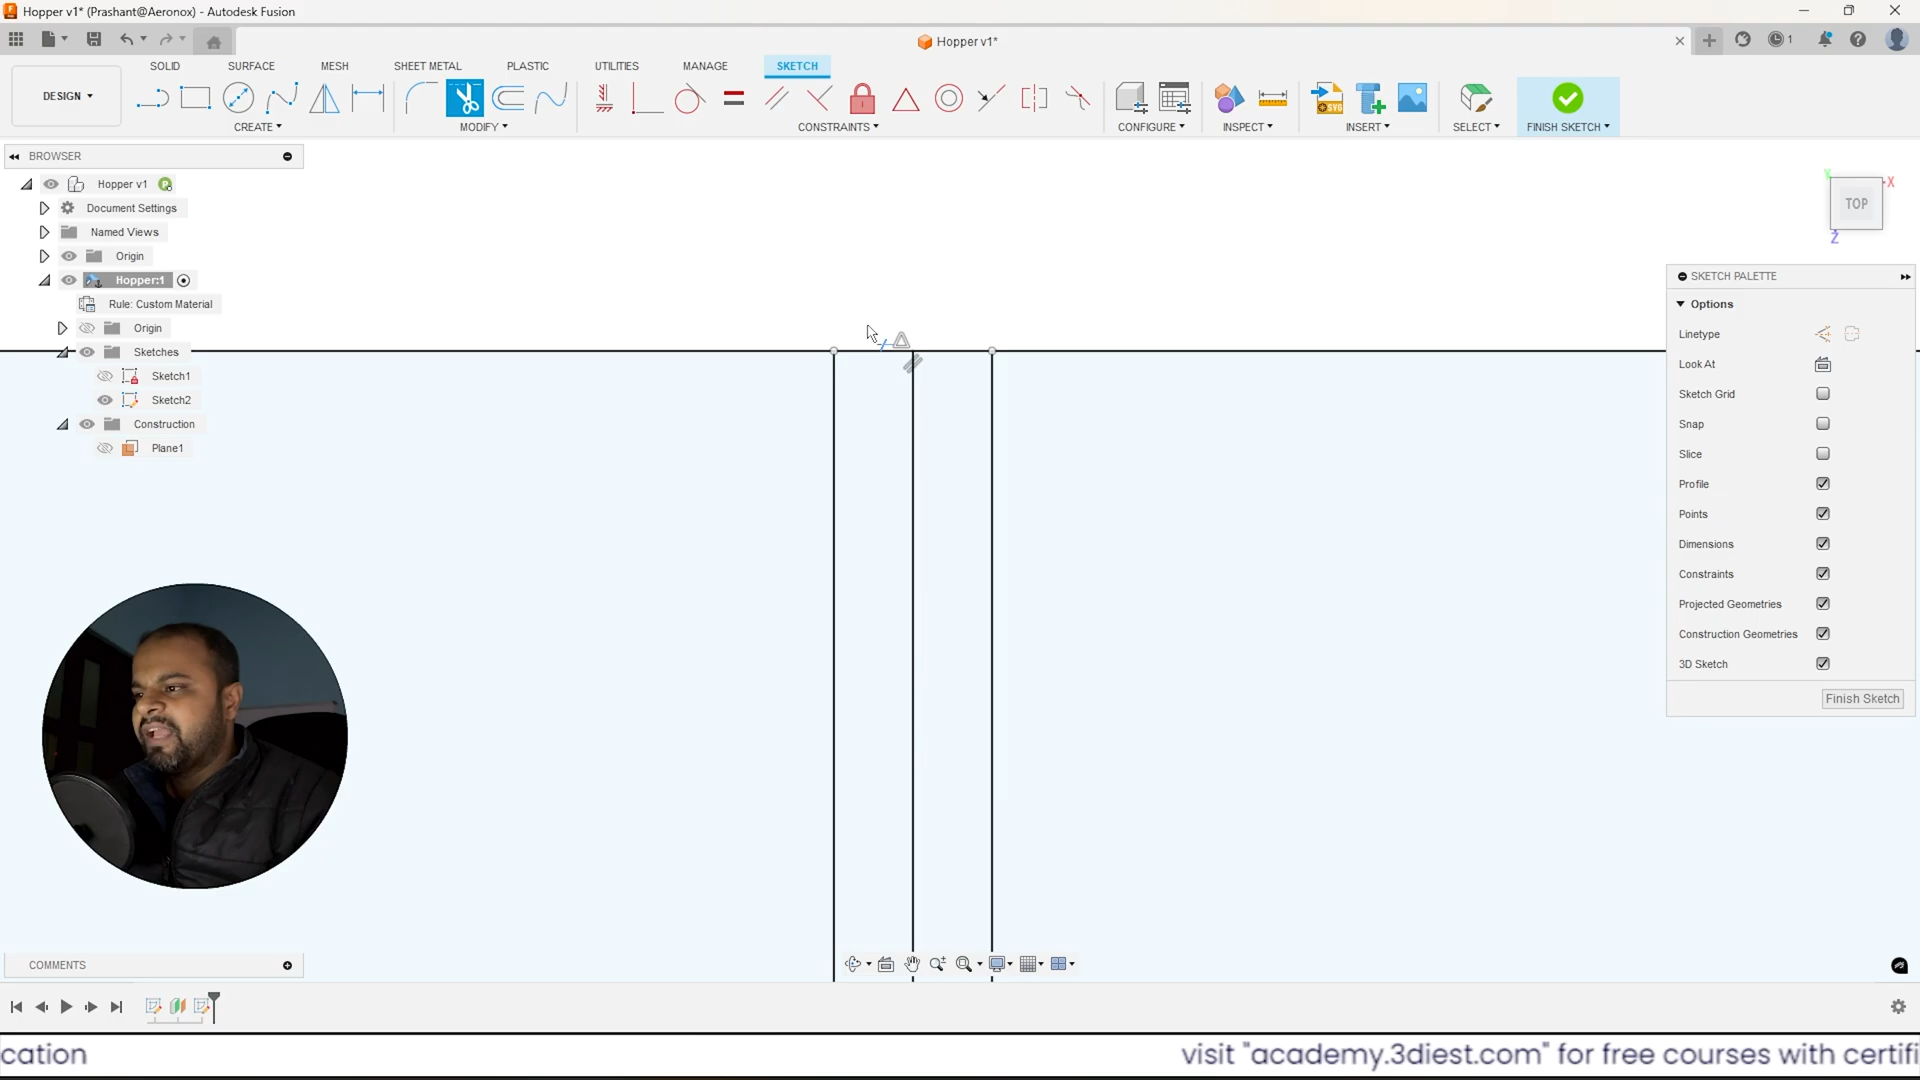 Hopper v1* (Prashant@Aeronox) - Autodesk Fusion
Hopper v1*
1
SOLID SURFACE MESH SHEET METAL PLASTIC UTILITIES MANAGE SKETCH
DESIGN
CREATE MODIFY CONSTRAINTS CONFIGURE INSPECT INSERT SELECT FINISH SKETCH
SVG
BROWSER
Hopper v1
P
Document Settings
Named Views
Origin
Hopper:1
Rule: Custom Material
Origin
Sketches
Sketch1
Sketch2
Construction
Plane1
Y
X
TOP
Z
SKETCH PALETTE
Options
Linetype
Look At
Sketch Grid
Snap
Slice
Profile
Points
Dimensions
Constraints
Projected Geometries
Construction Geometries
3D Sketch
Finish Sketch
COMMENTS
cation visit "academy.3diest.com" for free courses with certifi